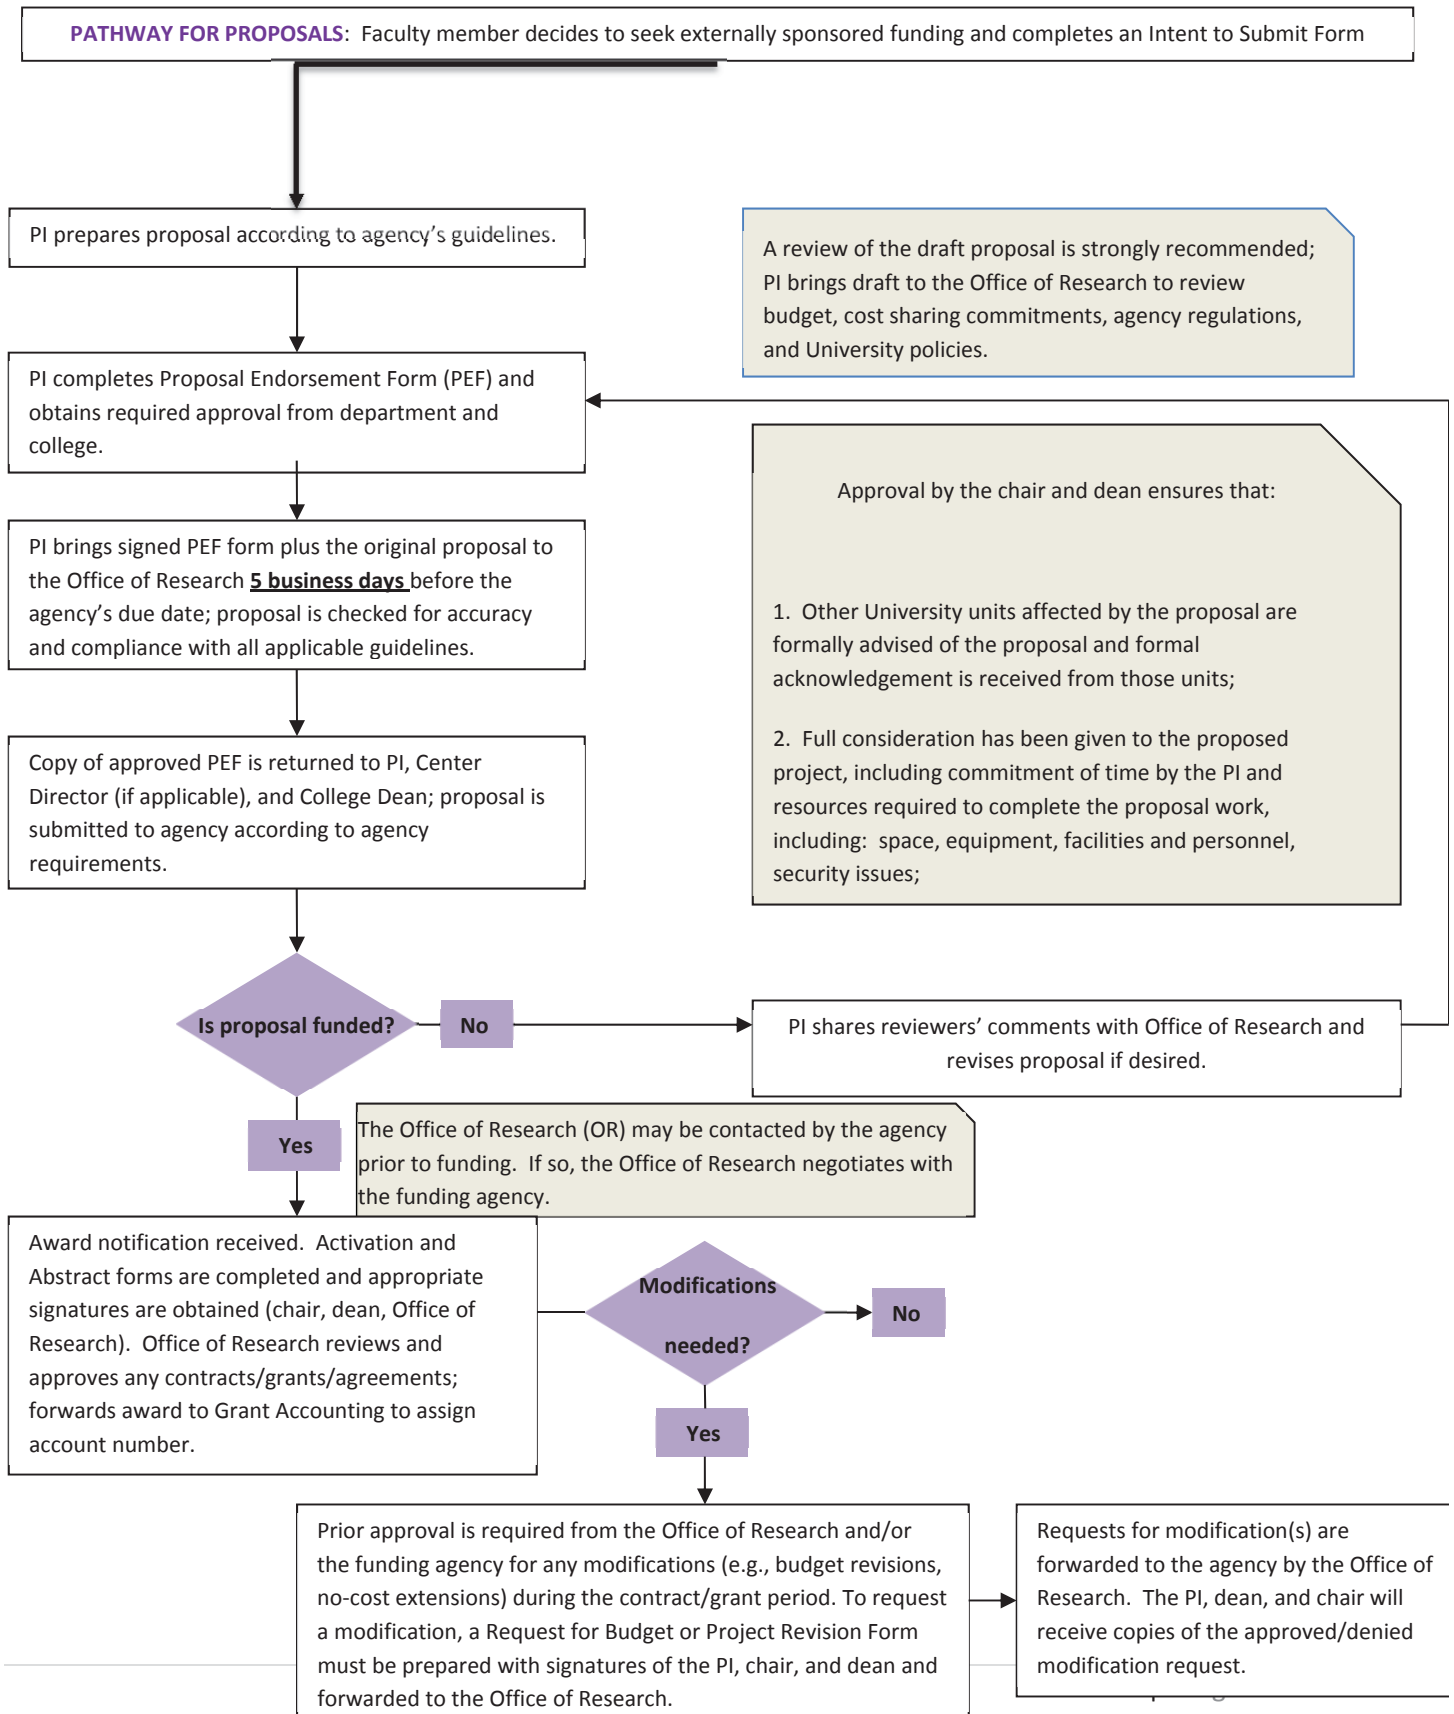 PATHWAY FOR PROPOSALS: Faculty member decides to seek externally sponsored funding and completes an Intent to Submit Form
PI prepares proposal according to agency’s guidelines.
A review of the draft proposal is strongly recommended;
PI brings draft to the Office of Research to review
budget, cost sharing commitments, agency regulations,
and University policies.
PI completes Proposal Endorsement Form (PEF) and
obtains required approval from department and
college.
Approval by the chair and dean ensures that:
1. Other University units affected by the proposal are
formally advised of the proposal and formal
acknowledgement is received from those units;
2. Full consideration has been given to the proposed
project, including commitment of time by the PI and
resources required to complete the proposal work,
including: space, equipment, facilities and personnel,
security issues;
PI brings signed PEF form plus the original proposal to
the Office of Research 5 business days before the
agency’s due date; proposal is checked for accuracy
and compliance with all applicable guidelines.
Copy of approved PEF is returned to PI, Center
Director (if applicable), and College Dean; proposal is
submitted to agency according to agency
requirements.
Is proposal funded?
No
PI shares reviewers’ comments with Office of Research and
revises proposal if desired.
Yes
The Office of Research (OR) may be contacted by the agency
prior to funding. If so, the Office of Research negotiates with
the funding agency.
Award notification received. Activation and
Abstract forms are completed and appropriate
signatures are obtained (chair, dean, Office of
Research). Office of Research reviews and
approves any contracts/grants/agreements;
forwards award to Grant Accounting to assign
account number.
Modifications
needed?
No
Yes
Prior approval is required from the Office of Research and/or
the funding agency for any modifications (e.g., budget revisions,
no-cost extensions) during the contract/grant period. To request
a modification, a Request for Budget or Project Revision Form
must be prepared with signatures of the PI, chair, and dean and
forwarded to the Office of Research.
Requests for modification(s) are
forwarded to the agency by the Office of
Research. The PI, dean, and chair will
receive copies of the approved/denied
modification request.